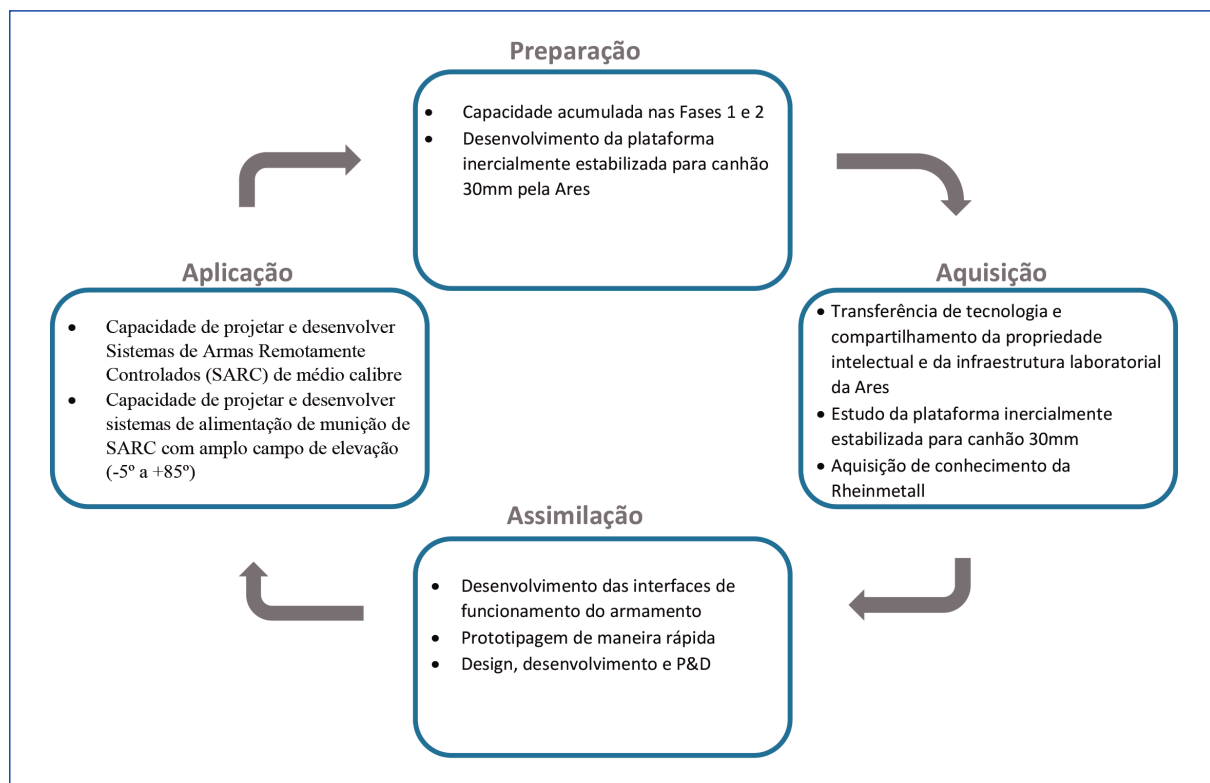 Preparação
• Capacidade acumulada nas Fases 1 e 2
• Desenvolvimento da plataforma
inercialmente estabilizada para canhão
30mm pela Ares
Aquisição
• Transferência de tecnologia e
compartilhamento da propriedade
intelectual e da infraestrutura laboratorial
da Ares
• Estudo da plataforma inercialmente
estabilizada para canhão 30mm
• Aquisição de conhecimento da
Rheinmetall
Assimilação
• Desenvolvimento das interfaces de
funcionamento do armamento
• Prototipagem de maneira rápida
• Design, desenvolvimento e P&D
Aplicação
• Capacidade de projetar e desenvolver
Sistemas de Armas Remotamente
Controlados (SARC) de médio calibre
• Capacidade de projetar e desenvolver
sistemas de alimentação de munição de
SARC com amplo campo de elevação
(-5º a +85º)